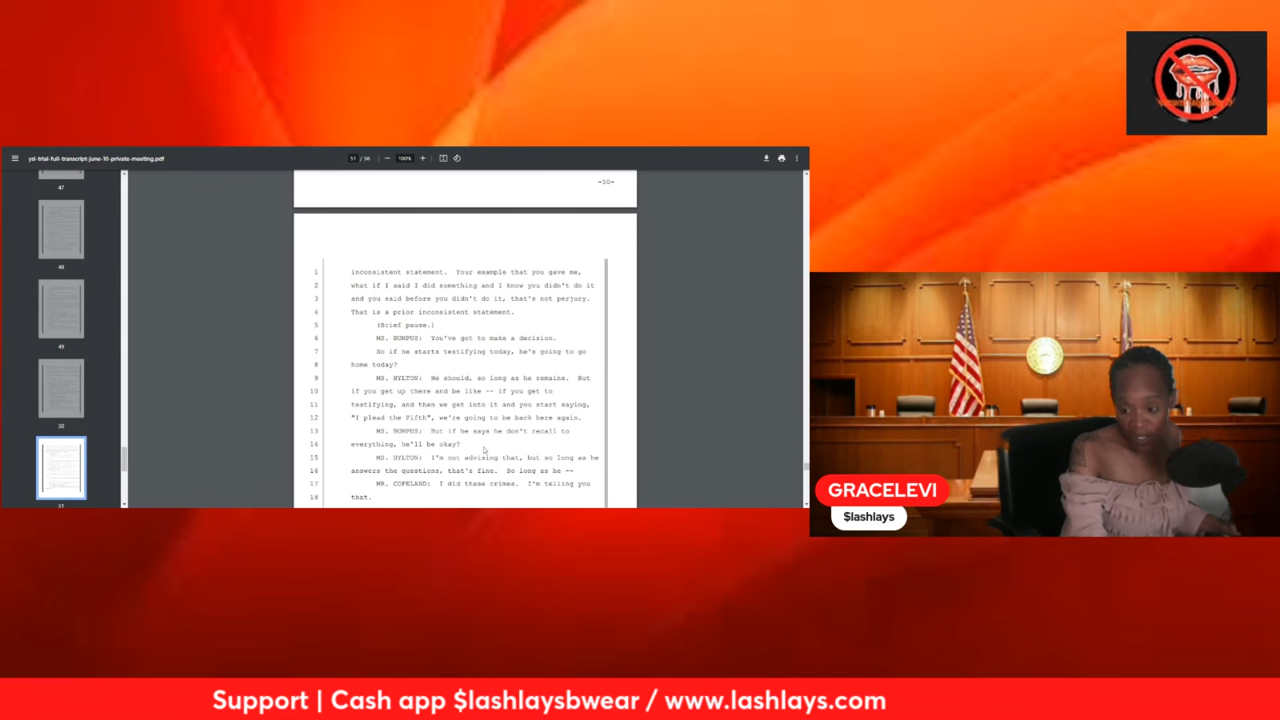 ysl-trial-full-transcript-june-10-private-meeting.pdf
51 / 56
100%
47
48
49
50
51
-50-
1 inconsistent statement. Your example that you gave me,
2 what if I said I did something and I know you didn't do it
3 and you said before you didn't do it, that's not perjury.
4 That is a prior inconsistent statement.
5 (Brief pause.)
6 MS. BUMPUS: You've got to make a decision.
7 So if he starts testifying today, he's going to go
8 home today?
9 MS. HYLTON: He should, so long as he remains. But
10 if you get up there and be like -- if you get to
11 testifying, and then we get into it and you start saying,
12 "I plead the Fifth", we're going to be back here again.
13 MS. BUMPUS: But if he says he don't recall to
14 everything, he'll be okay?
15 MS. HYLTON: I'm not advising that, but so long as he
16 answers the questions, that's fine. So long as he --
17 MR. COPELAND: I did these crimes. I'm telling you
18 that.
GRACELEVI
$lashlays
Support | Cash app $lashlaysbwear / www.lashlays.com